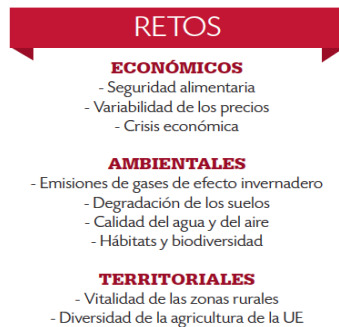 RETOS
ECONÓMICOS
- Seguridad alimentaria
- Variabilidad de los precios
- Crisis económica
AMBIENTALES
- Emisiones de gases de efecto invernadero
- Degradación de los suelos
- Calidad del agua y del aire
- Hábitats y biodiversidad
TERRITORIALES
- Vitalidad de las zonas rurales
- Diversidad de la agricultura de la UE